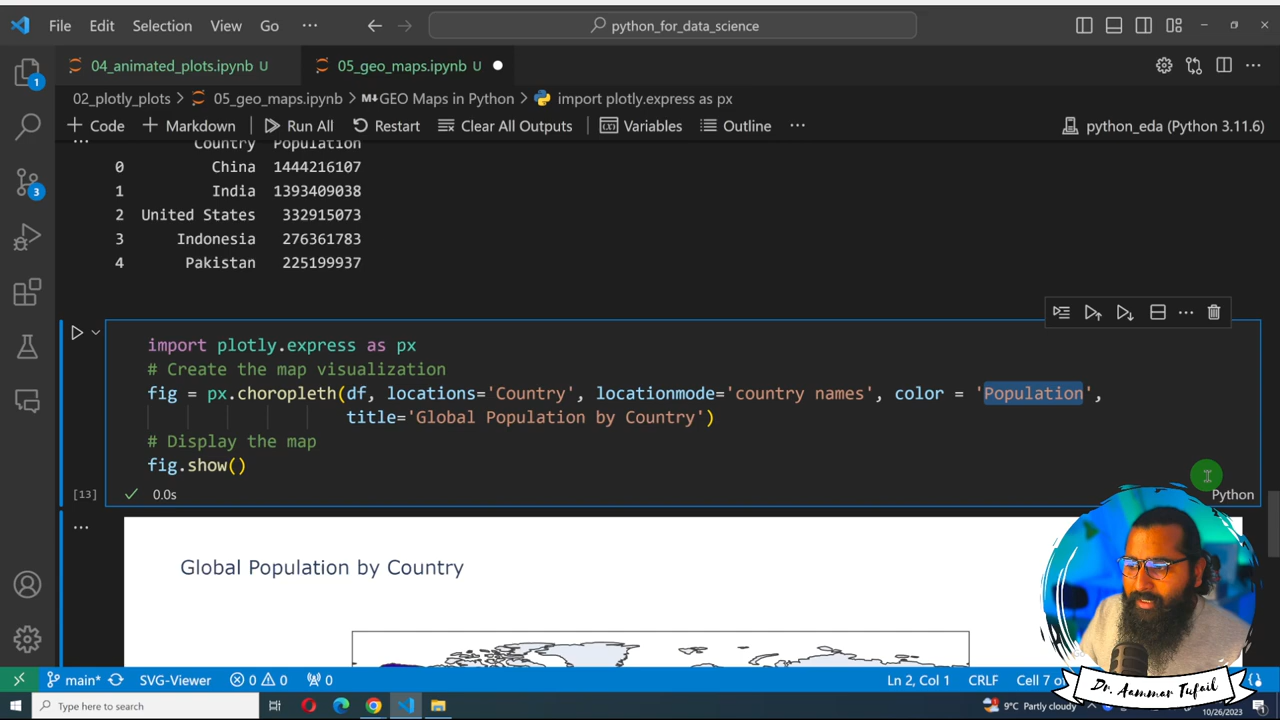 File Edit Selection View Go ··· python_for_data_science
04_animated_plots.ipynb U 05_geo_maps.ipynb U
02_plotly_plots > 05_geo_maps.ipynb > M↓GEO Maps in Python > import plotly.express as px
+ Code + Markdown Run All Restart Clear All Outputs Variables Outline ··· python_eda (Python 3.11.6)
Country Population
0 China 1444216107
1 India 1393409038
2 United States 332915073
3 Indonesia 276361783
4 Pakistan 225199937
import plotly.express as px
# Create the map visualization
fig = px.choropleth(df, locations='Country', locationmode='country names', color = 'Population',
title='Global Population by Country')
# Display the map
fig.show()
[13] 0.0s Python
Global Population by Country
1
3
main* SVG-Viewer 0 0 0 Ln 2, Col 1 CRLF Cell 7 o
Dr. Aammar Tufail
Type here to search 9°C Partly cloudy 10/26/2023